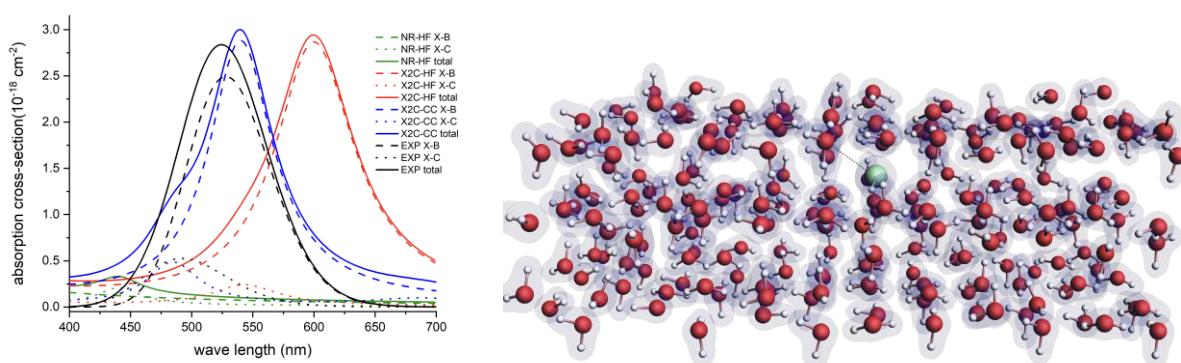 absorption cross-section(10⁻¹⁸ cm⁻²)
3.0
2.5
2.0
1.5
1.0
0.5
0.0
400
450
500
550
600
650
700
wave length (nm)
NR-HF X-B
NR-HF X-C
NR-HF total
X2C-HF X-B
X2C-HF X-C
X2C-HF total
X2C-CC X-B
X2C-CC X-C
X2C-CC total
EXP X-B
EXP X-C
EXP total